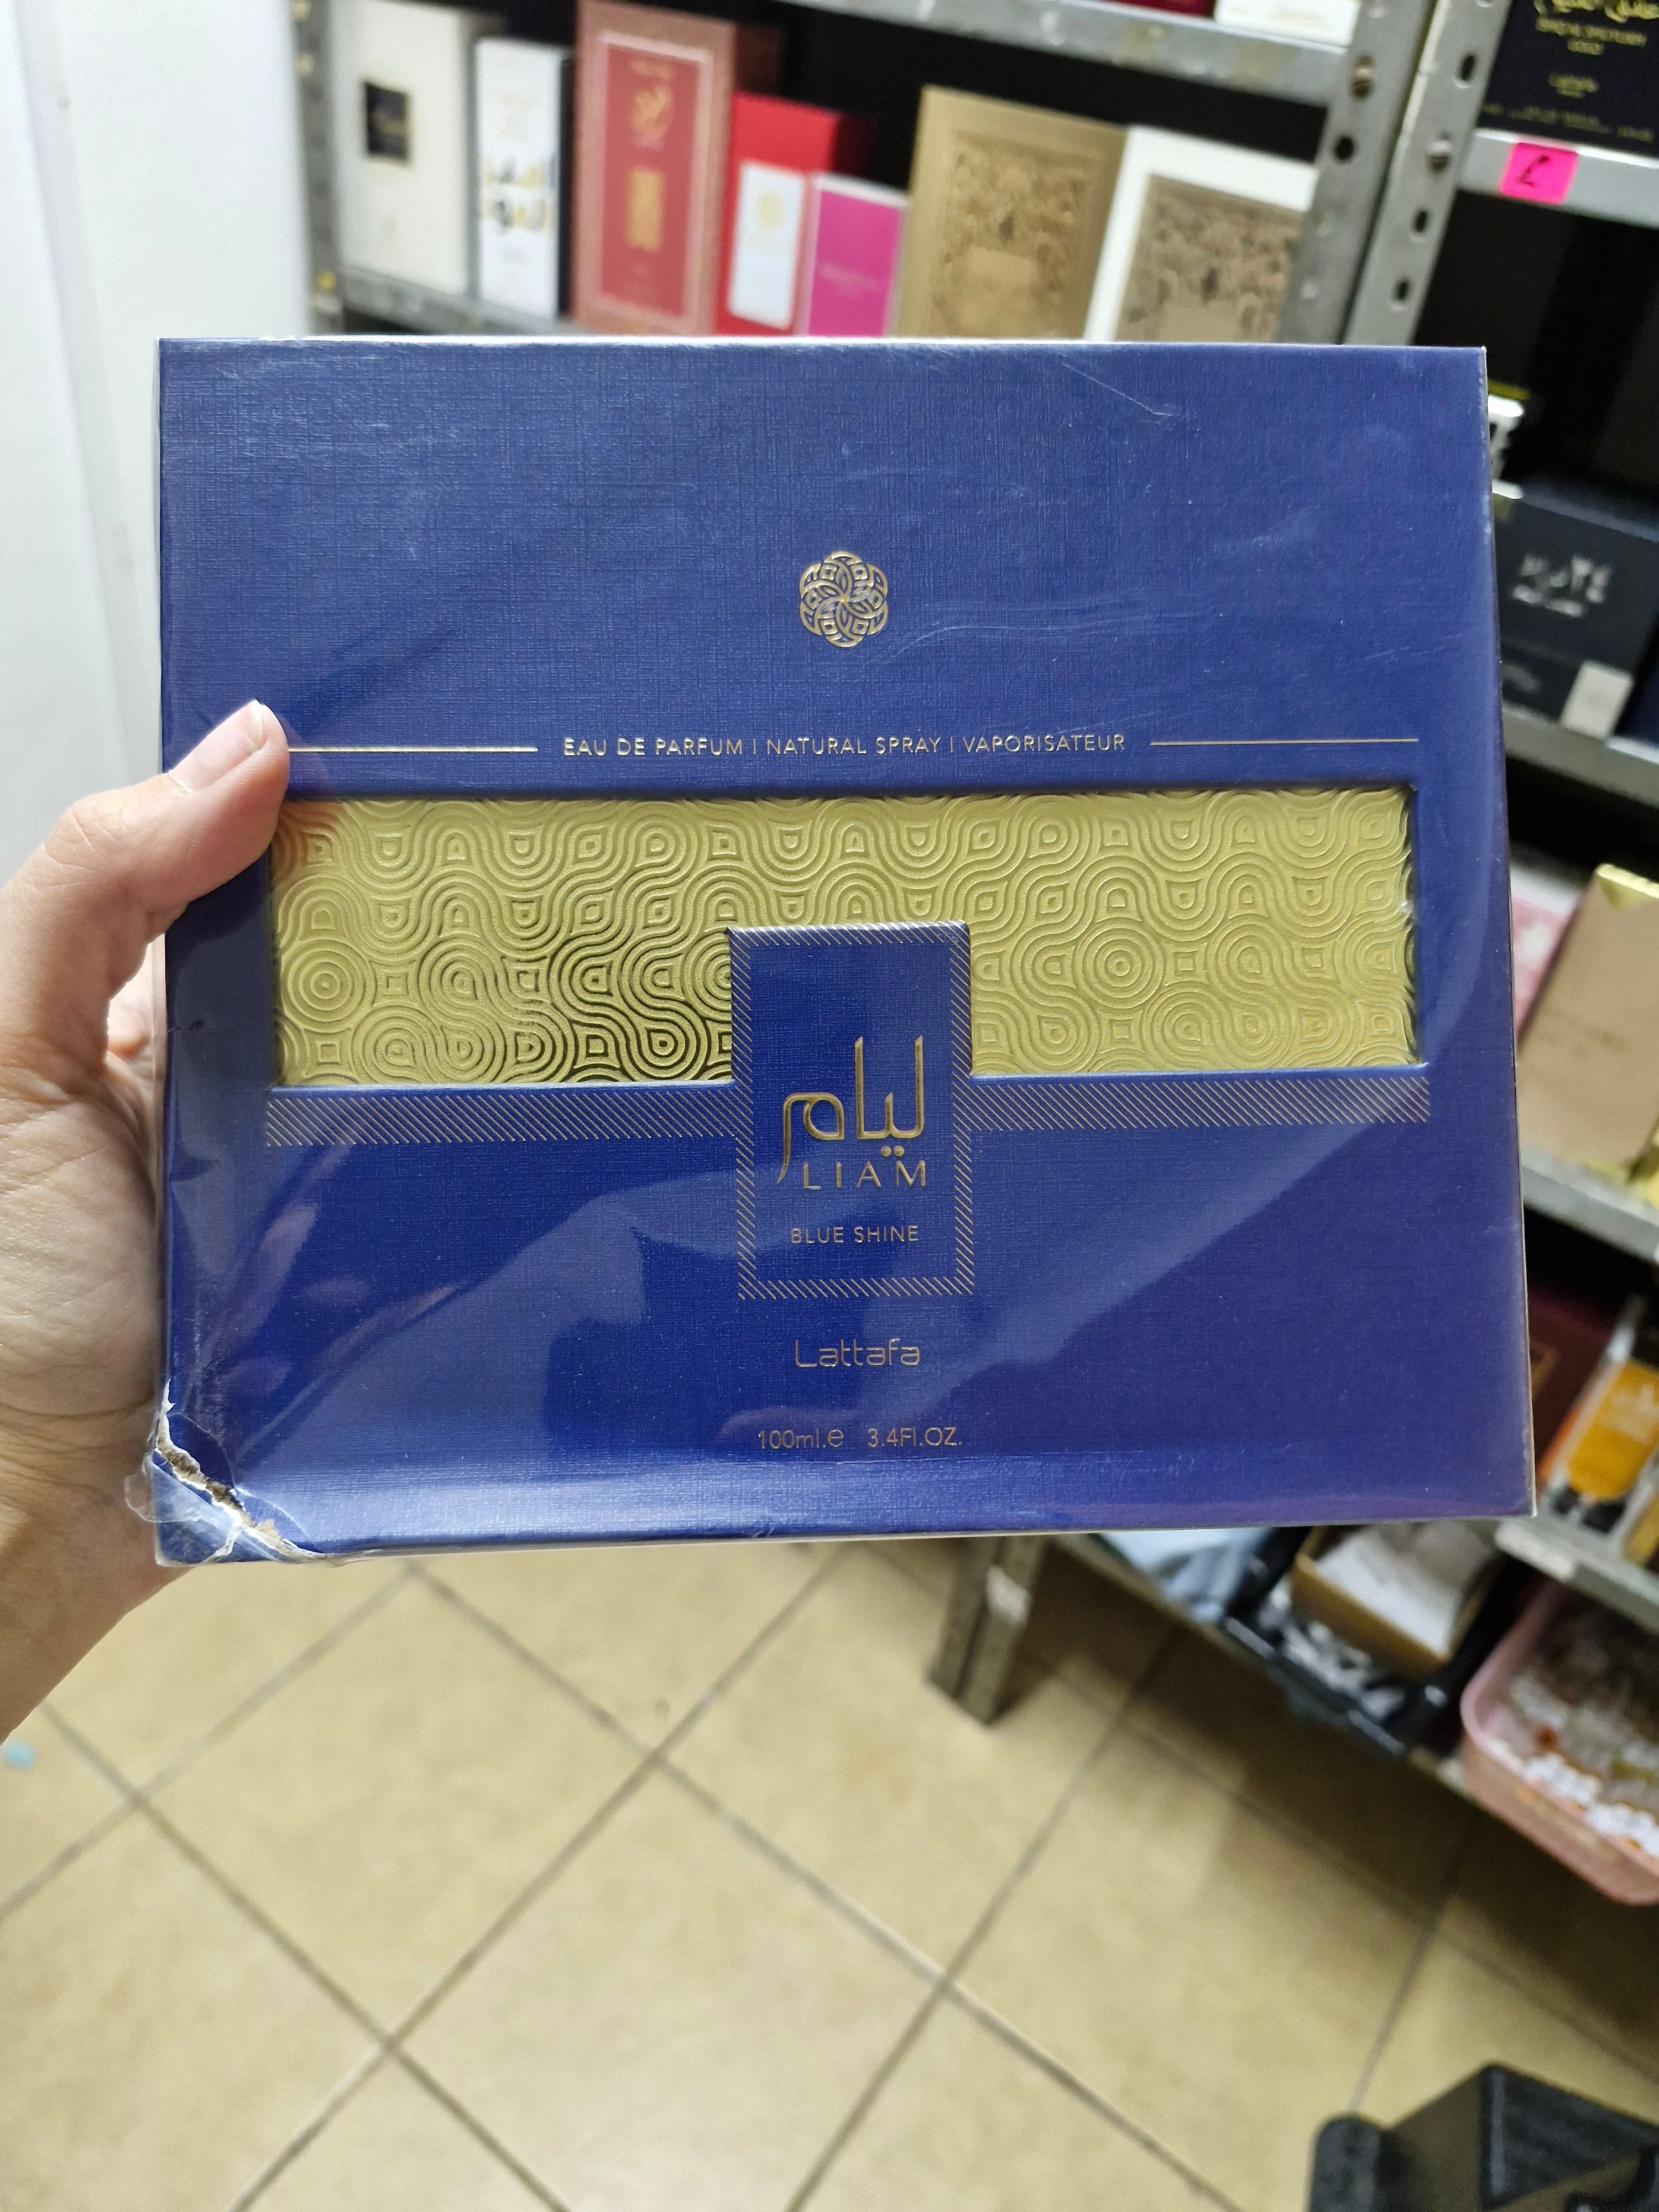 EAU DE PARFUM | NATURAL SPRAY | VAPORISATEUR
ليام
LIAM
BLUE SHINE
Lattafa
100ml.e 3.4Fl.OZ.